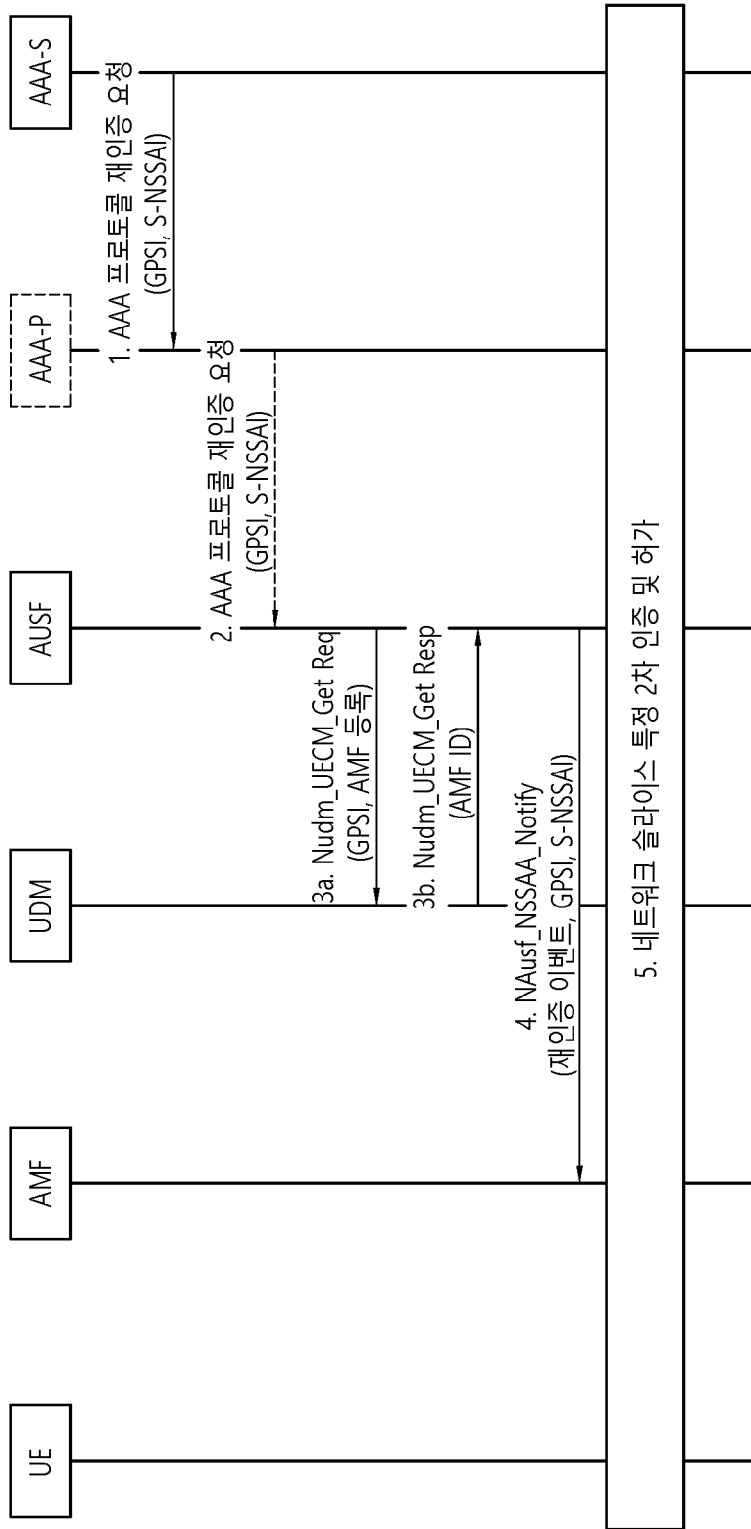 UE
AMF
UDM
AUSF
AAA-P
AAA-S
1. AAA 프로토콜 재인증 요청
(GPSI, S-NSSAI)
2. AAA 프로토콜 재인증 요청
(GPSI, S-NSSAI)
3a. Nudm_UECM_Get Req
(GPSI, AMF 등록)
3b. Nudm_UECM_Get Resp
(AMF ID)
4. NAusf_NSSAA_Notify
(재인증 이벤트, GPSI, S-NSSAI)
5. 네트워크 슬라이스 특정 2차 인증 및 허가